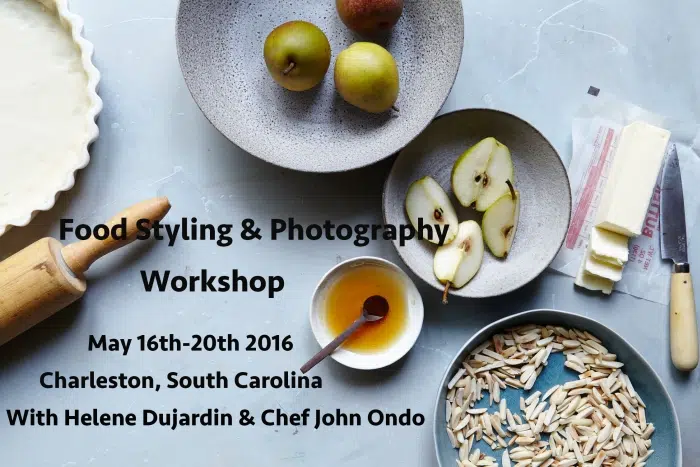 Food Styling & Photography
Workshop
May 16th-20th 2016
Charleston, South Carolina
With Helene Dujardin & Chef John Ondo